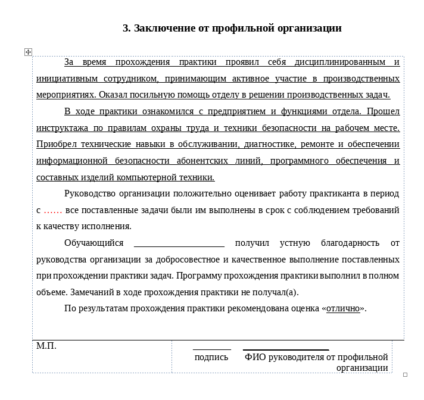 3. Заключение от профильной организации
За время прохождения практики проявил себя дисциплинированным и
инициативным сотрудником, принимающим активное участие в производственных
мероприятиях. Оказал посильную помощь отделу в решении производственных задач.
В ходе практики ознакомился с предприятием и функциями отдела. Прошел
инструктажа по правилам охраны труда и техники безопасности на рабочем месте.
Приобрел технические навыки в обслуживании, диагностике, ремонте и обеспечении
информационной безопасности абонентских линий, программного обеспечения и
составных изделий компьютерной техники.
Руководство организации положительно оценивает работу практиканта в период
с …… все поставленные задачи были им выполнены в срок с соблюдением требований
к качеству исполнения.
Обучающийся ____________________ получил устную благодарность от
руководства организации за добросовестное и качественное выполнение поставленных
при прохождении практики задач. Программу прохождения практики выполнил в полном
объеме. Замечаний в ходе прохождения практики не получал(а).
По результатам прохождения практики рекомендована оценка «отлично».
М.П.
подпись ФИО руководителя от профильной
организации